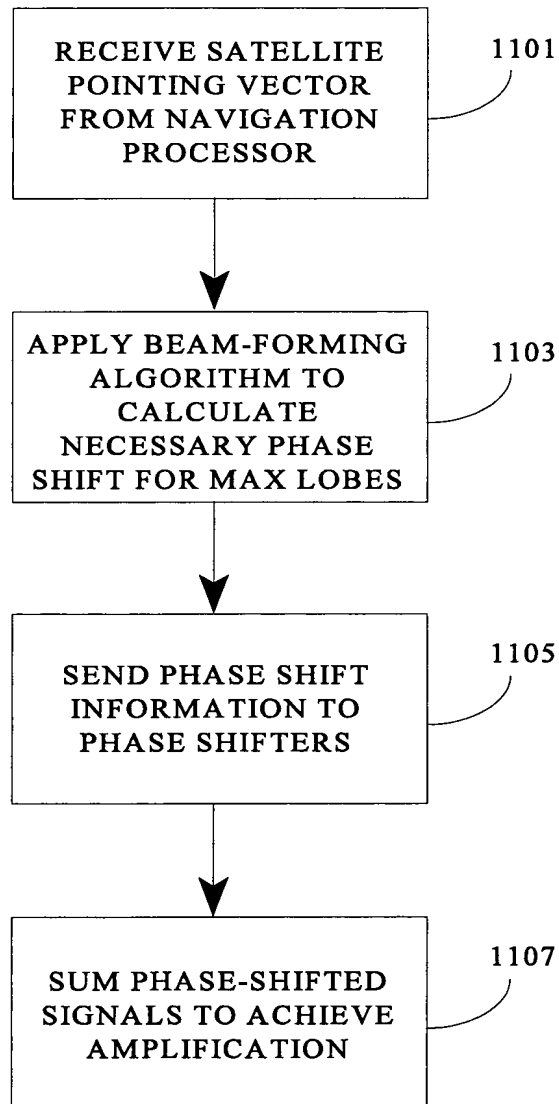 RECEIVE SATELLITE
POINTING VECTOR
FROM NAVIGATION
PROCESSOR
1101
APPLY BEAM-FORMING
ALGORITHM TO
CALCULATE
NECESSARY PHASE
SHIFT FOR MAX LOBES
1103
SEND PHASE SHIFT
INFORMATION TO
PHASE SHIFTERS
1105
SUM PHASE-SHIFTED
SIGNALS TO ACHIEVE
AMPLIFICATION
1107